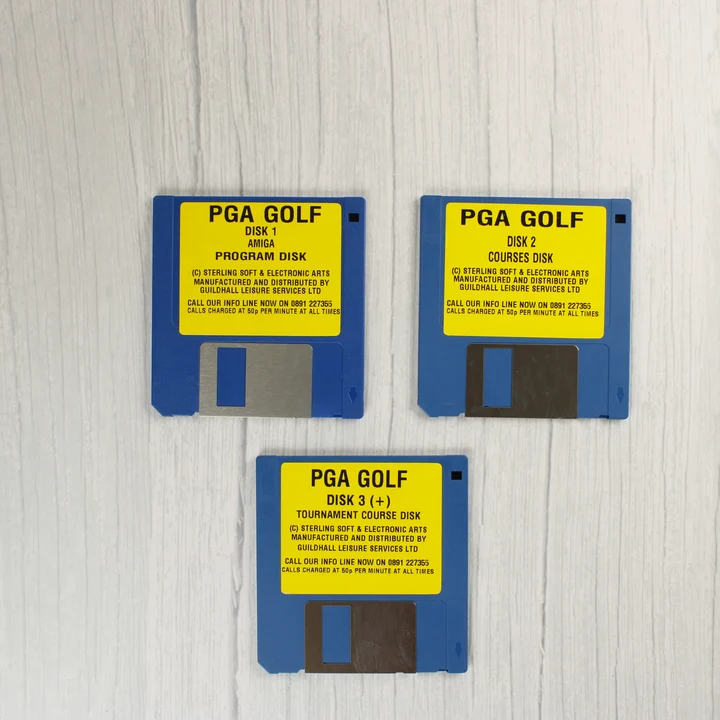 PGA GOLF
DISK 1
AMIGA
PROGRAM DISK
(C) STERLING SOFT & ELECTRONIC ARTS
MANUFACTURED AND DISTRIBUTED BY
GUILDHALL LEISURE SERVICES LTD
CALL OUR INFO LINE NOW ON 0891 227355
CALLS CHARGED AT 50p PER MINUTE AT ALL TIMES
PGA GOLF
DISK 2
COURSES DISK
(C) STERLING SOFT & ELECTRONIC ARTS
MANUFACTURED AND DISTRIBUTED BY
GUILDHALL LEISURE SERVICES LTD
CALL OUR INFO LINE NOW ON 0891 227355
CALLS CHARGED AT 50p PER MINUTE AT ALL TIMES
PGA GOLF
DISK 3 (+)
TOURNAMENT COURSE DISK
(C) STERLING SOFT & ELECTRONIC ARTS
MANUFACTURED AND DISTRIBUTED BY
GUILDHALL LEISURE SERVICES LTD
CALL OUR INFO LINE NOW ON 0891 227355
CALLS CHARGED AT 50p PER MINUTE AT ALL TIMES